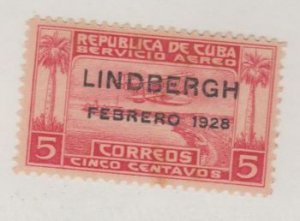 REPUBLICA DE CUBA
SERVICIO AEREO
LINDBERGH
FEBRERO 1928
5 CORREOS 5
CINCO CENTAVOS